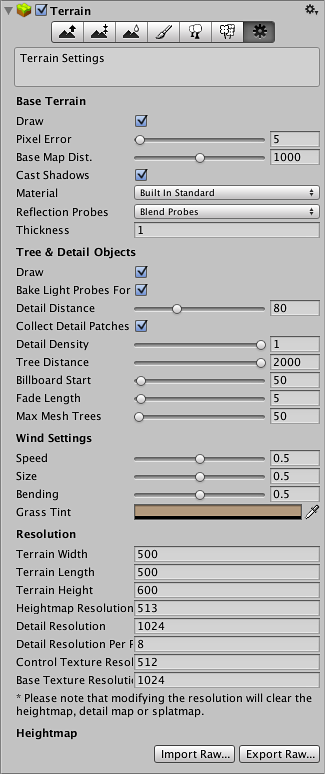 Terrain
Terrain Settings
Base Terrain
Draw
Pixel Error 5
Base Map Dist. 1000
Cast Shadows
Material Built In Standard
Reflection Probes Blend Probes
Thickness 1
Tree & Detail Objects
Draw
Bake Light Probes For
Detail Distance 80
Collect Detail Patches
Detail Density 1
Tree Distance 2000
Billboard Start 50
Fade Length 5
Max Mesh Trees 50
Wind Settings
Speed 0.5
Size 0.5
Bending 0.5
Grass Tint
Resolution
Terrain Width 500
Terrain Length 500
Terrain Height 600
Heightmap Resolution 513
Detail Resolution 1024
Detail Resolution Per P 8
Control Texture Resol 512
Base Texture Resoluti 1024
* Please note that modifying the resolution will clear the
heightmap, detail map or splatmap.
Heightmap
Import Raw... Export Raw...